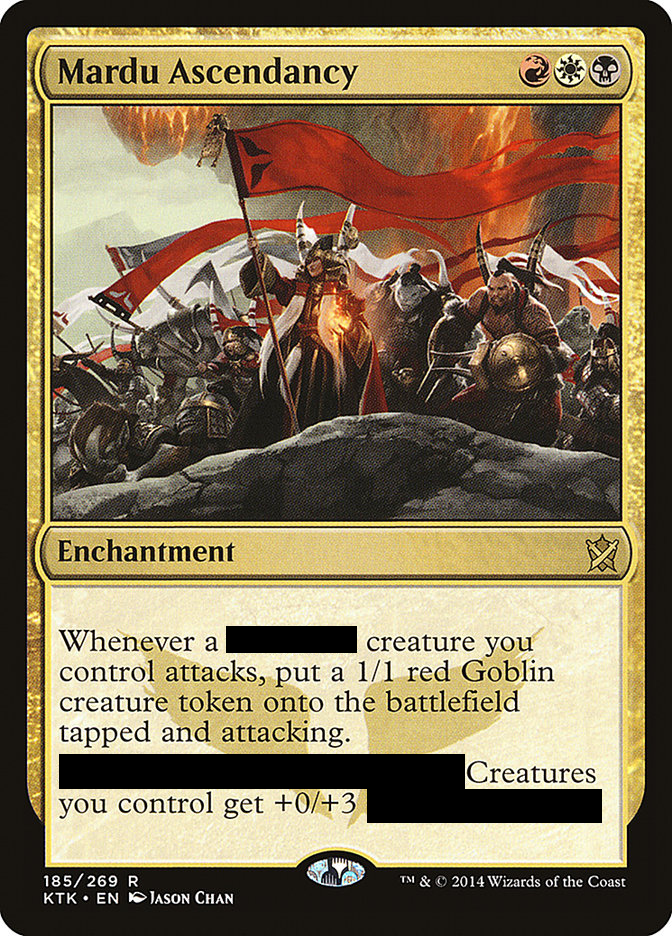 Mardu Ascendancy
Enchantment
Whenever a creature you
control attacks, put a 1/1 red Goblin
creature token onto the battlefield
tapped and attacking.
Creatures
you control get +0/+3
185/269 R
KTK • EN Jason Chan
™ & © 2014 Wizards of the Coast